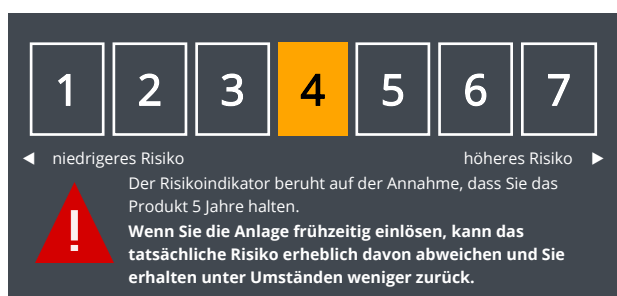 1 2 3 4 5 6 7
◄ niedrigeres Risiko höheres Risiko ►
Der Risikoindikator beruht auf der Annahme, dass Sie das
Produkt 5 Jahre halten.
Wenn Sie die Anlage frühzeitig einlösen, kann das
tatsächliche Risiko erheblich davon abweichen und Sie
erhalten unter Umständen weniger zurück.
!